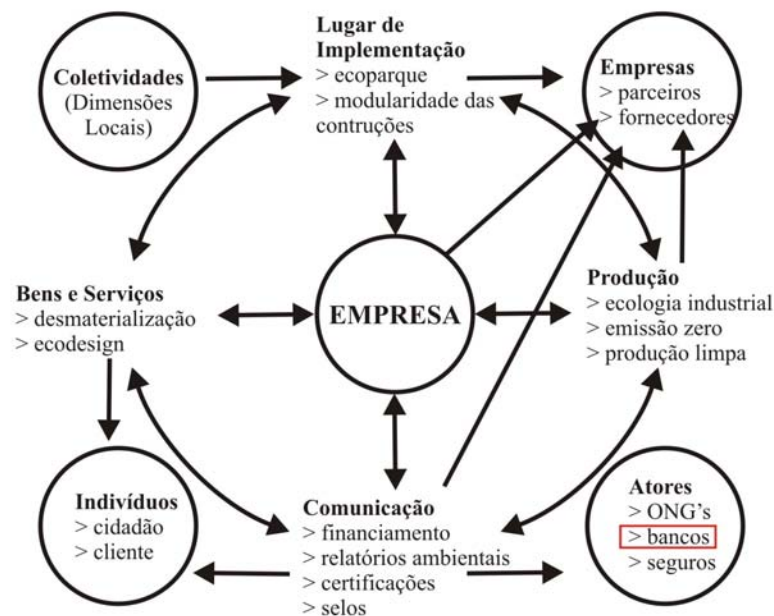 Coletividades
(Dimensões
Locais)
Lugar de
Implementação
> ecoparque
> modularidade das
contruções
Empresas
> parceiros
> fornecedores
Bens e Serviços
> desmaterialização
> ecodesign
EMPRESA
Produção
> ecologia industrial
> emissão zero
> produção limpa
Indivíduos
> cidadão
> cliente
Comunicação
> financiamento
> relatórios ambientais
> certificações
> selos
Atores
> ONG's
> bancos
> seguros